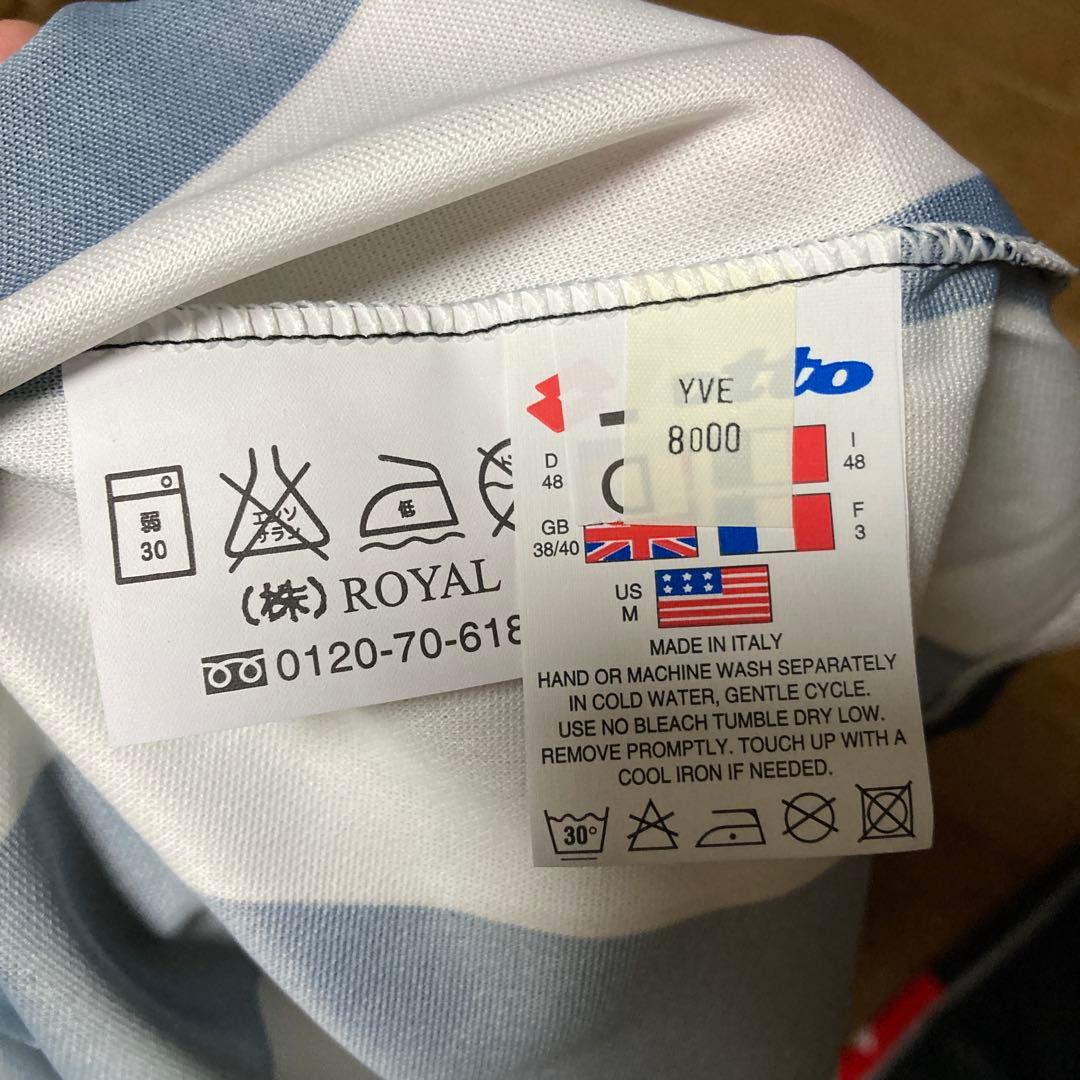 弱
30
エンソ
サラシ
低
(株) ROYAL
0120-70-618
tto
YVE
8000
D
48
I
48
GB
38/40
F
3
US
M
MADE IN ITALY
HAND OR MACHINE WASH SEPARATELY
IN COLD WATER, GENTLE CYCLE.
USE NO BLEACH TUMBLE DRY LOW.
REMOVE PROMPTLY. TOUCH UP WITH A
COOL IRON IF NEEDED.
30°